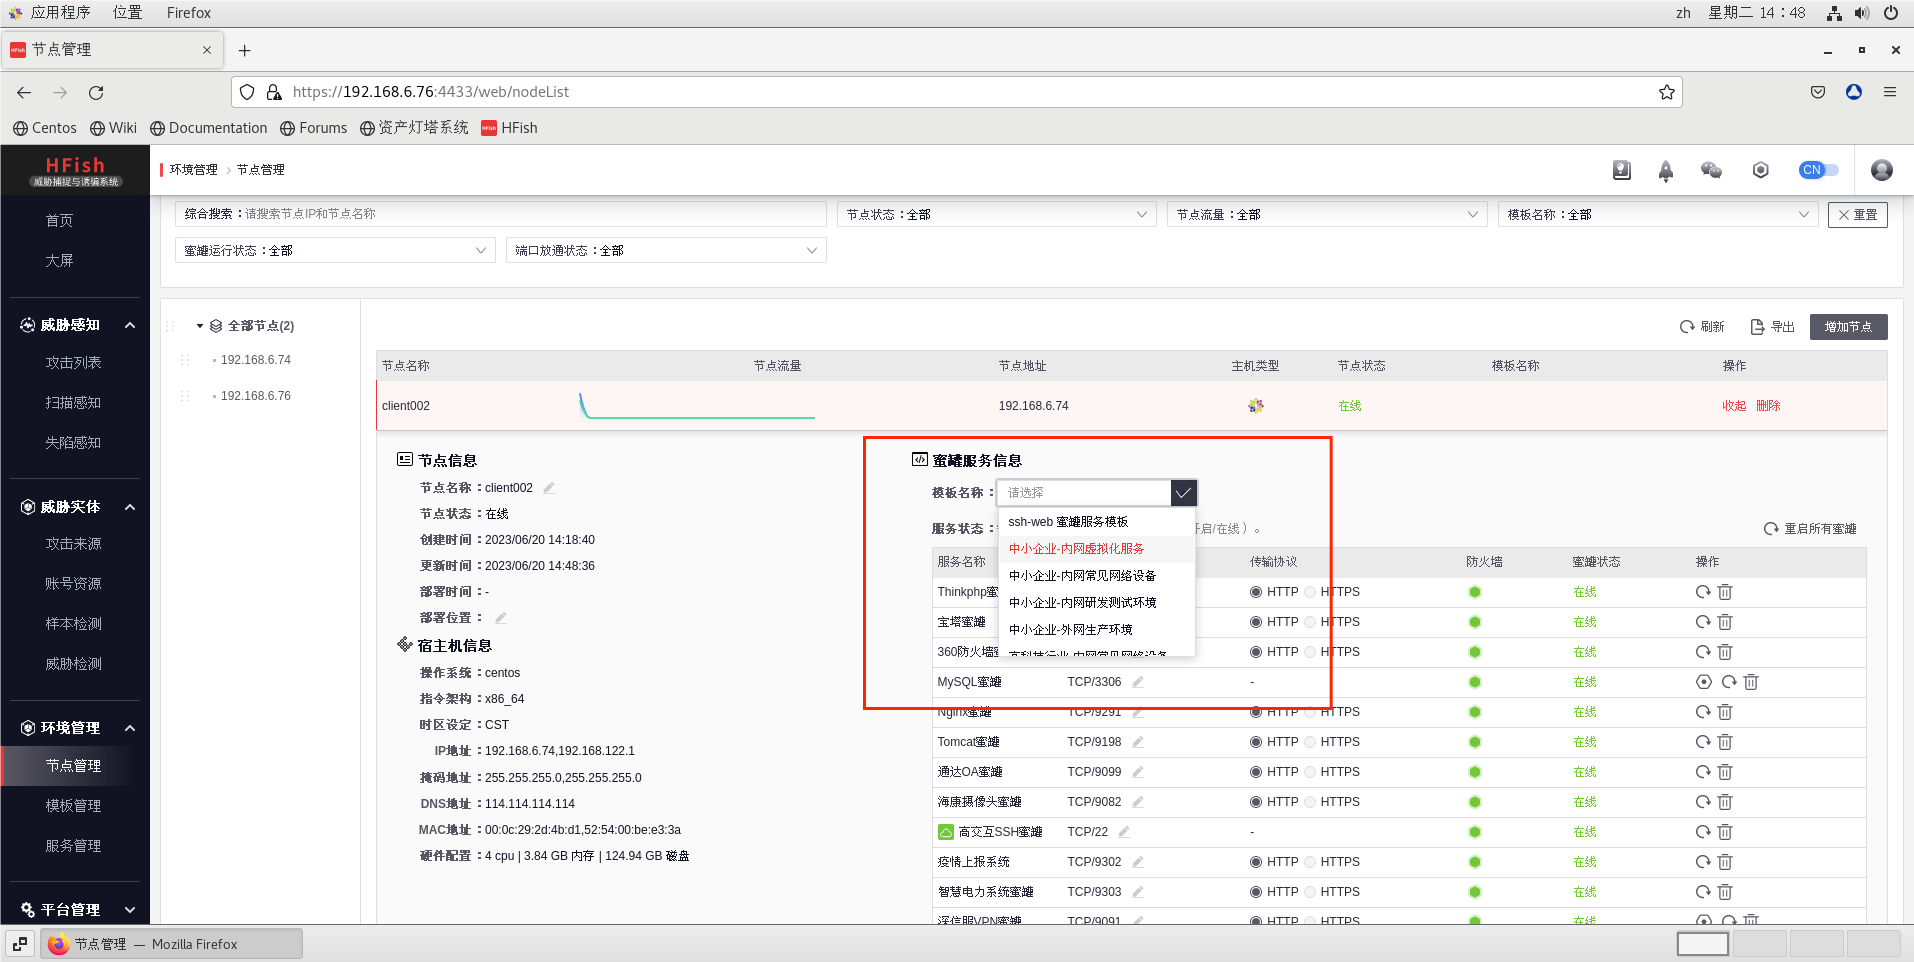 应用程序 位置 Firefox zh 星期二 14：48
节点管理
https://192.168.6.76:4433/web/nodeList
Centos Wiki Documentation Forums 资产灯塔系统 HFish
HFish
威胁捕捉与诱骗系统
环境管理 > 节点管理 CN
首页
大屏
威胁感知
攻击列表
扫描感知
失陷感知
威胁实体
攻击来源
账号资源
样本检测
威胁检测
环境管理
节点管理
模板管理
服务管理
平台管理
综合搜索：请搜索节点IP和节点名称 节点状态：全部 节点流量：全部 模板名称：全部 重置
蜜罐运行状态：全部 端口放通状态：全部
全部节点(2)
192.168.6.74
192.168.6.76
刷新 导出 增加节点
节点名称 节点流量 节点地址 主机类型 节点状态 模板名称 操作
client002 192.168.6.74 在线 收起 删除
节点信息
节点名称：client002
节点状态：在线
创建时间：2023/06/20 14:18:40
更新时间：2023/06/20 14:48:36
部署时间：-
部署位置：
宿主机信息
操作系统：centos
指令架构：x86_64
时区设定：CST
IP地址：192.168.6.74,192.168.122.1
掩码地址：255.255.255.0,255.255.255.0
DNS地址：114.114.114.114
MAC地址：00:0c:29:2d:4b:d1,52:54:00:be:e3:3a
硬件配置：4 cpu | 3.84 GB 内存 | 124.94 GB 磁盘
蜜罐服务信息
模板名称：请选择
ssh-web 蜜罐服务模板
中小企业-内网虚拟化服务
中小企业-内网常见网络设备
中小企业-内网研发测试环境
中小企业-外网生产环境
高科技行业-内网常见网络设备
服务状态： 开启/在线）。 重启所有蜜罐
服务名称 传输协议 防火墙 蜜罐状态 操作
Thinkphp蜜 HTTP HTTPS 在线
宝塔蜜罐 HTTP HTTPS 在线
360防火墙蜜 HTTP HTTPS 在线
MySQL蜜罐 TCP/3306 - 在线
Nginx蜜罐 TCP/9291 HTTP HTTPS 在线
Tomcat蜜罐 TCP/9198 HTTP HTTPS 在线
通达OA蜜罐 TCP/9099 HTTP HTTPS 在线
海康摄像头蜜罐 TCP/9082 HTTP HTTPS 在线
高交互SSH蜜罐 TCP/22 - 在线
疫情上报系统 TCP/9302 HTTP HTTPS 在线
智慧电力系统蜜罐 TCP/9303 HTTP HTTPS 在线
深信服VPN蜜罐 TCP/9091 HTTP HTTPS 在线
节点管理 — Mozilla Firefox